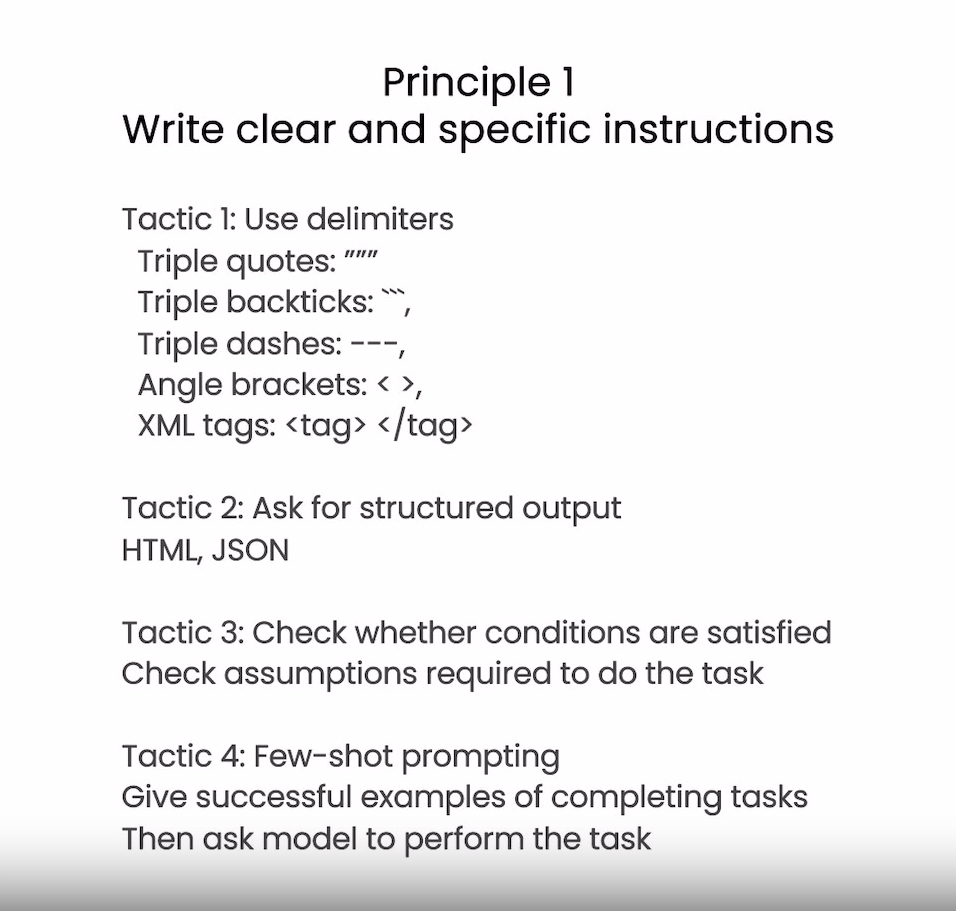 Principle 1
Write clear and specific instructions
Tactic 1: Use delimiters
Triple quotes: """
Triple backticks: ```,
Triple dashes: ---,
Angle brackets: < >,
XML tags: <tag> </tag>
Tactic 2: Ask for structured output
HTML, JSON
Tactic 3: Check whether conditions are satisfied
Check assumptions required to do the task
Tactic 4: Few-shot prompting
Give successful examples of completing tasks
Then ask model to perform the task